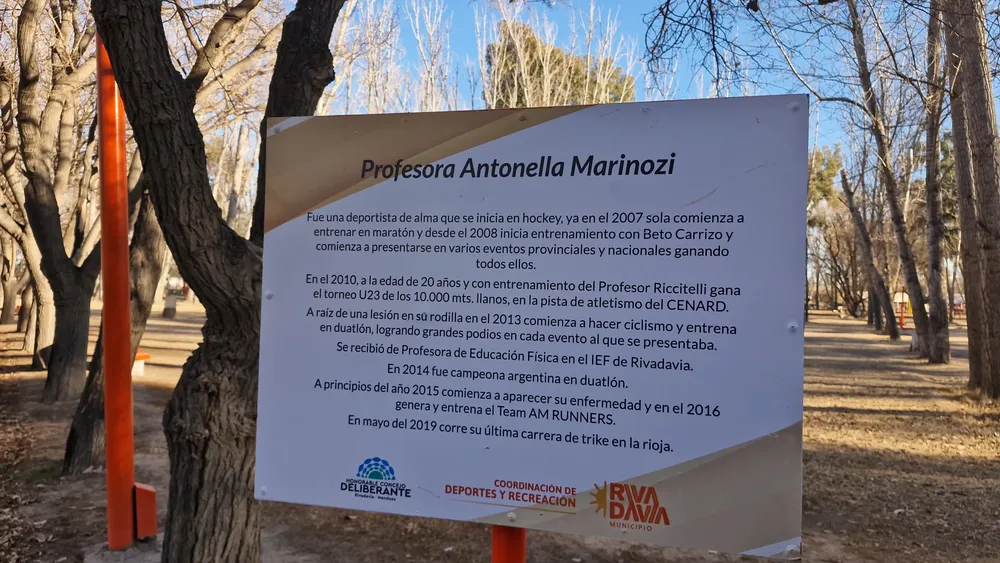 Profesora Antonella Marinozi
Fue una deportista de alma que se inicia en hockey, ya en el 2007 sola comienza a
entrenar en maratón y desde el 2008 inicia entrenamiento con Beto Carrizo y
comienza a presentarse en varios eventos provinciales y nacionales ganando
todos ellos.
En el 2010, a la edad de 20 años y con entrenamiento del Profesor Riccitelli gana
el torneo U23 de los 10.000 mts. llanos, en la pista de atletismo del CENARD.
A raíz de una lesión en su rodilla en el 2013 comienza a hacer ciclismo y entrena
en duatlón, logrando grandes podios en cada evento al que se presentaba.
Se recibió de Profesora de Educación Física en el IEF de Rivadavia.
En 2014 fue campeona argentina en duatlón.
A principios del año 2015 comienza a aparecer su enfermedad y en el 2016
genera y entrena el Team AM RUNNERS.
En mayo del 2019 corre su última carrera de trike en la rioja.
HONORABLE CONCEJO
DELIBERANTE
Rivadavia - Mendoza
COORDINACIÓN DE
DEPORTES Y RECREACIÓN
RIVA
DAVIA
MUNICIPIO